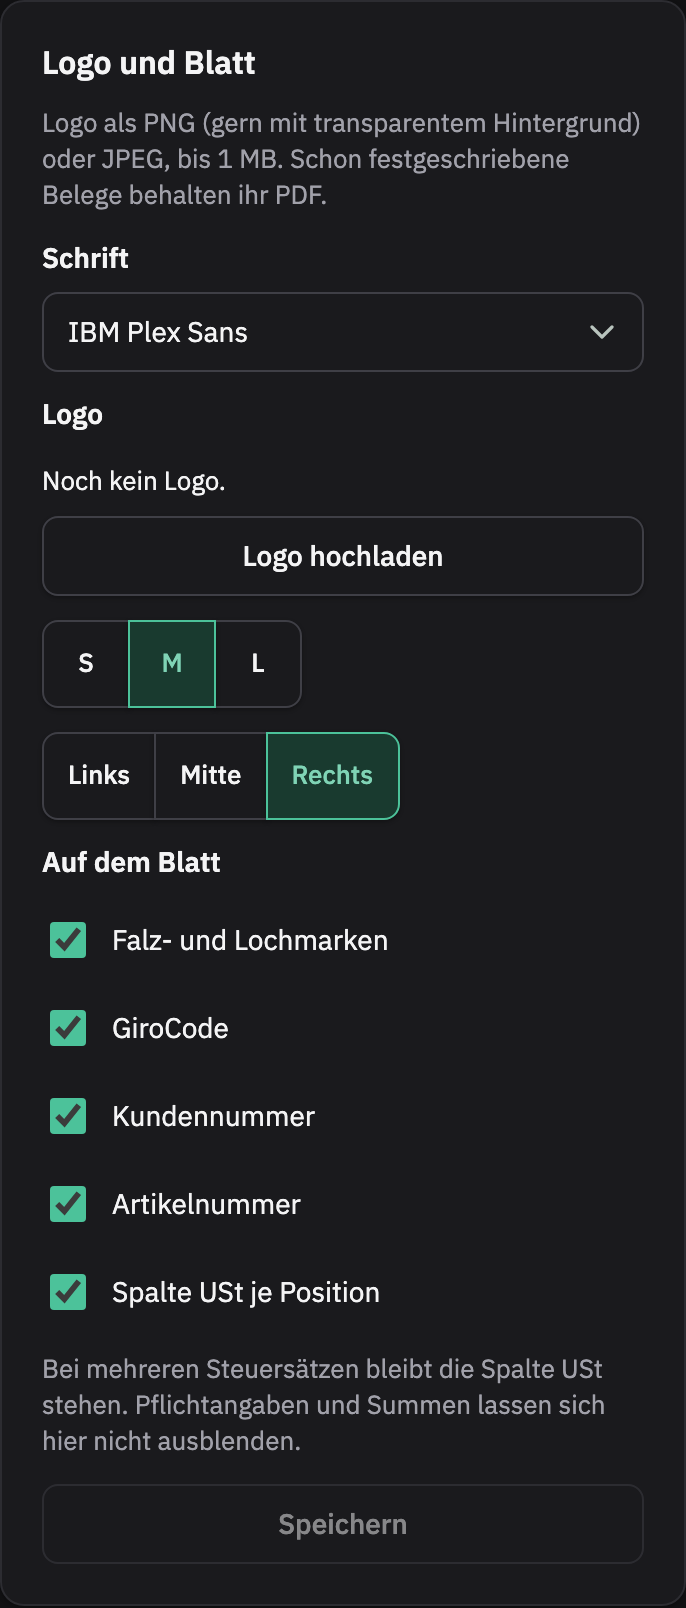 Logo und Blatt
Logo als PNG (gern mit transparentem Hintergrund)
oder JPEG, bis 1 MB. Schon festgeschriebene
Belege behalten ihr PDF.
Schrift
IBM Plex Sans
Logo
Noch kein Logo.
Logo hochladen
S M L
Links Mitte Rechts
Auf dem Blatt
Falz- und Lochmarken
GiroCode
Kundennummer
Artikelnummer
Spalte USt je Position
Bei mehreren Steuersätzen bleibt die Spalte USt
stehen. Pflichtangaben und Summen lassen sich
hier nicht ausblenden.
Speichern